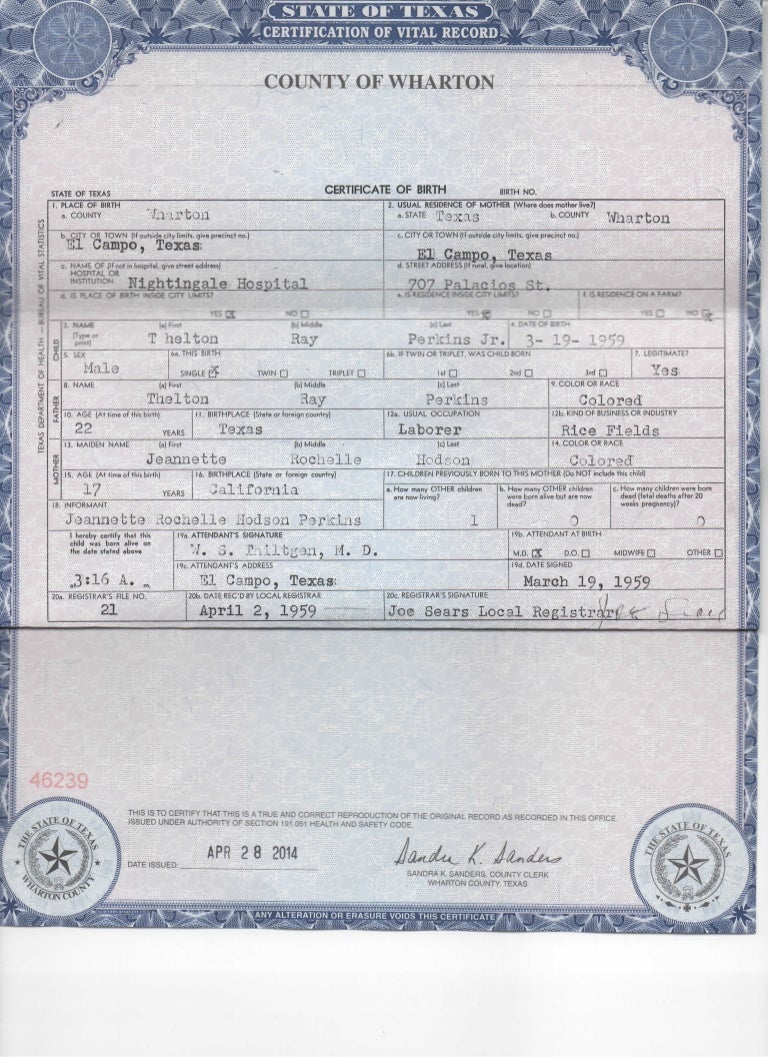 STATE OF TEXAS
CERTIFICATION OF VITAL RECORD
COUNTY OF WHARTON
STATE OF TEXAS CERTIFICATE OF BIRTH BIRTH NO.
TEXAS DEPARTMENT OF HEALTH — BUREAU OF VITAL STATISTICS
1. PLACE OF BIRTH 2. USUAL RESIDENCE OF MOTHER (Where does mother live?)
a. COUNTY Wharton a. STATE Texas b. COUNTY Wharton
b. CITY OR TOWN (If outside city limits, give precinct no.) c. CITY OR TOWN (If outside city limits, give precinct no.)
El Campo, Texas El Campo, Texas
c. NAME OF (If not in hospital, give street address) d. STREET ADDRESS (If rural, give location)
HOSPITAL OR
INSTITUTION Nightingale Hospital 707 Palacios St.
d. IS PLACE OF BIRTH INSIDE CITY LIMITS? e. IS RESIDENCE INSIDE CITY LIMITS? f. IS RESIDENCE ON A FARM?
YES X NO YES X NO YES NO X
CHILD
3. NAME (a) First (b) Middle (c) Last 4. DATE OF BIRTH
(Type or print) Thelton Ray Perkins Jr. 3-19-1959
5. SEX 6a. THIS BIRTH 6b. IF TWIN OR TRIPLET, WAS CHILD BORN 7. LEGITIMATE?
Male SINGLE X TWIN TRIPLET 1st 2nd 3rd Yes
FATHER
8. NAME (a) First (b) Middle (c) Last 9. COLOR OR RACE
Thelton Ray Perkins Colored
10. AGE (At time of this birth) 11. BIRTHPLACE (State or foreign country) 12a. USUAL OCCUPATION 12b. KIND OF BUSINESS OR INDUSTRY
22 YEARS Texas Laborer Rice Fields
MOTHER
13. MAIDEN NAME (a) First (b) Middle (c) Last 14. COLOR OR RACE
Jeannette Rochelle Hodson Colored
15. AGE (At time of this birth) 16. BIRTHPLACE (State or foreign country) 17. CHILDREN PREVIOUSLY BORN TO THIS MOTHER (Do NOT include this child)
17 YEARS California
a. How many OTHER children are now living? 1
b. How many OTHER children were born alive but are now dead? 0
c. How many children were born dead (fetal deaths after 20 weeks pregnancy)? 0
18. INFORMANT
Jeannette Rochelle Hodson Perkins
I hereby certify that this child was born alive on the date stated above
3:16 A. m.
19a. ATTENDANT'S SIGNATURE 19b. ATTENDANT AT BIRTH
M. D. M.D. X D.O. MIDWIFE OTHER
19c. ATTENDANT'S ADDRESS 19d. DATE SIGNED
El Campo, Texas March 19, 1959
20a. REGISTRAR'S FILE NO. 20b. DATE REC'D BY LOCAL REGISTRAR 20c. REGISTRAR'S SIGNATURE
21 April 2, 1959 Joe Sears Local Registrar
46239
THIS IS TO CERTIFY THAT THIS IS A TRUE AND CORRECT REPRODUCTION OF THE ORIGINAL RECORD AS RECORDED IN THIS OFFICE.
ISSUED UNDER AUTHORITY OF SECTION 191.051 HEALTH AND SAFETY CODE.
DATE ISSUED: APR 28 2014
Sandra K. Sanders
SANDRA K. SANDERS, COUNTY CLERK
WHARTON COUNTY, TEXAS
THE STATE OF TEXAS
WHARTON COUNTY
THE STATE OF TEXAS
ANY ALTERATION OR ERASURE VOIDS THIS CERTIFICATE